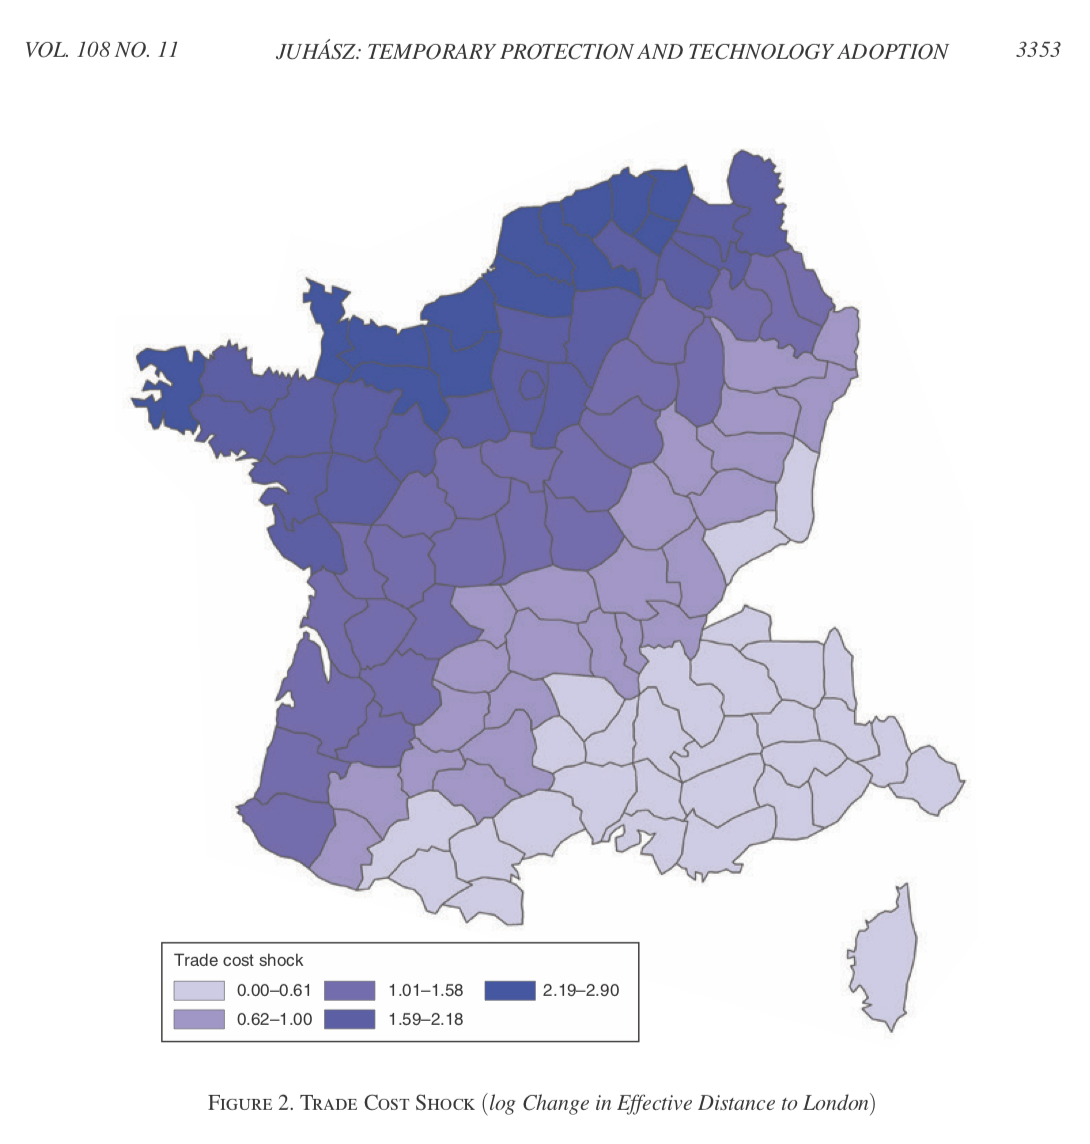 VOL. 108 NO. 11 JUHÁSZ: TEMPORARY PROTECTION AND TECHNOLOGY ADOPTION 3353
Trade cost shock
0.00–0.61 1.01–1.58 2.19–2.90
0.62–1.00 1.59–2.18
FIGURE 2. TRADE COST SHOCK (log Change in Effective Distance to London)